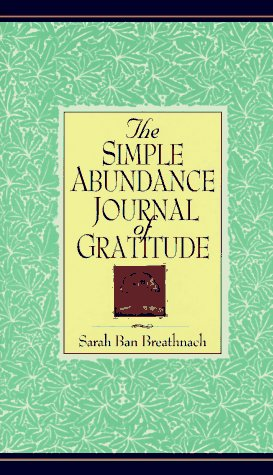 The
SIMPLE
ABUNDANCE
JOURNAL
of
GRATITUDE
Sarah Ban Breathnach